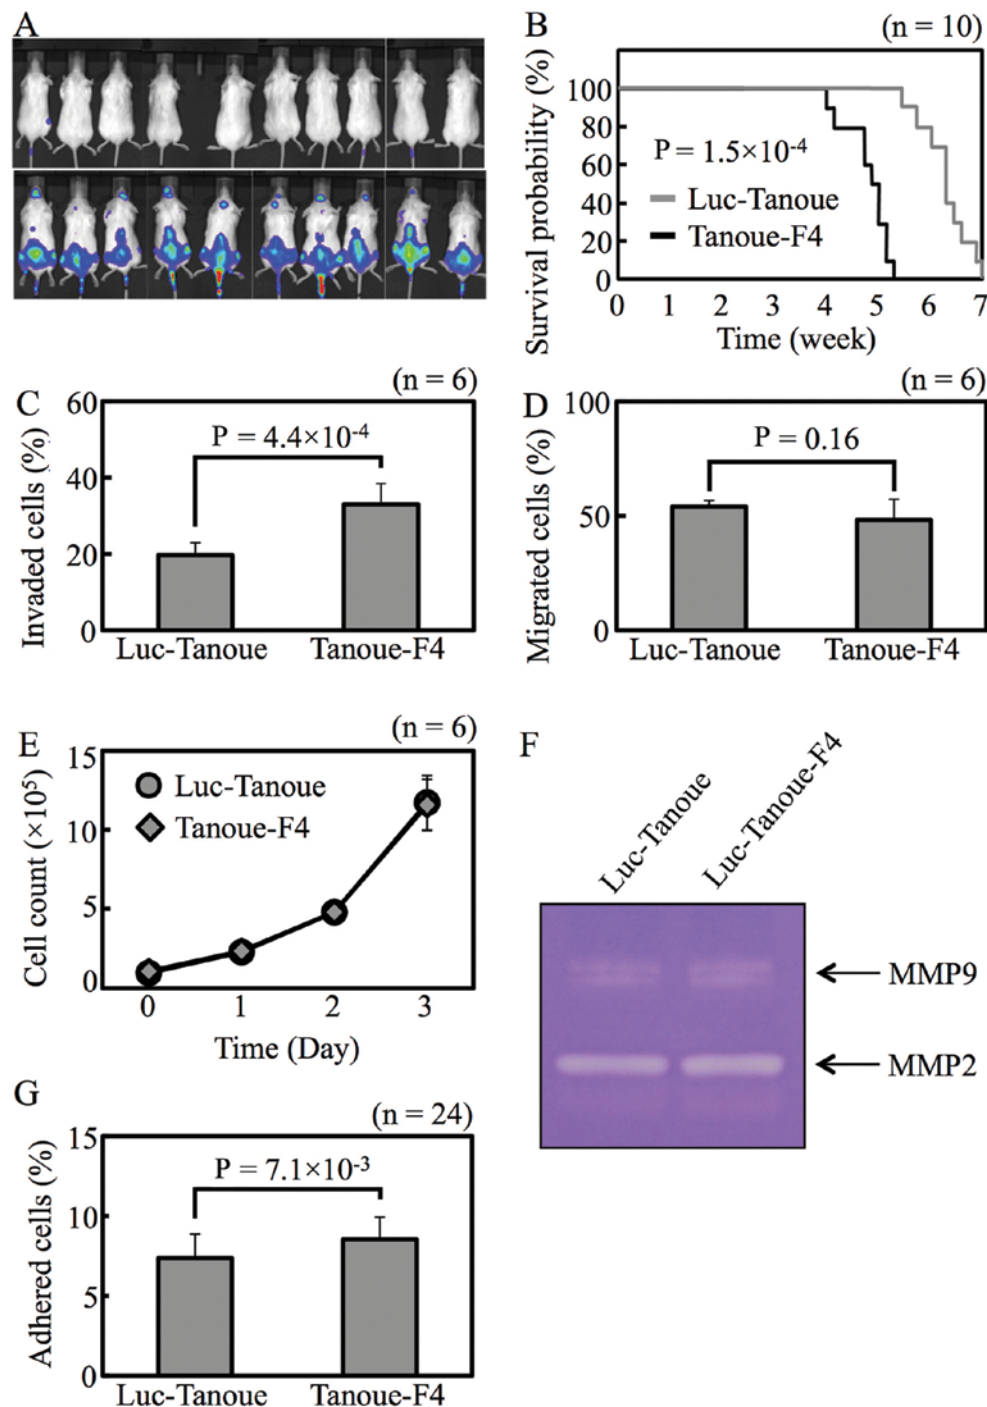 A
B
(n = 10)
Survival probability (%)
100
80
60
40
20
0
P = 1.5×10-4
Luc-Tanoue
Tanoue-F4
0 1 2 3 4 5 6 7
Time (week)
C
(n = 6)
Invaded cells (%)
60
40
20
0
P = 4.4×10-4
Luc-Tanoue Tanoue-F4
D
(n = 6)
Migrated cells (%)
100
50
0
P = 0.16
Luc-Tanoue Tanoue-F4
E
(n = 6)
Cell count (×10⁵)
15
10
5
0
Luc-Tanoue
Tanoue-F4
0 1 2 3
Time (Day)
F
Luc-Tanoue
Luc-Tanoue-F4
MMP9
MMP2
G
(n = 24)
Adhered cells (%)
15
10
5
0
P = 7.1×10-3
Luc-Tanoue Tanoue-F4